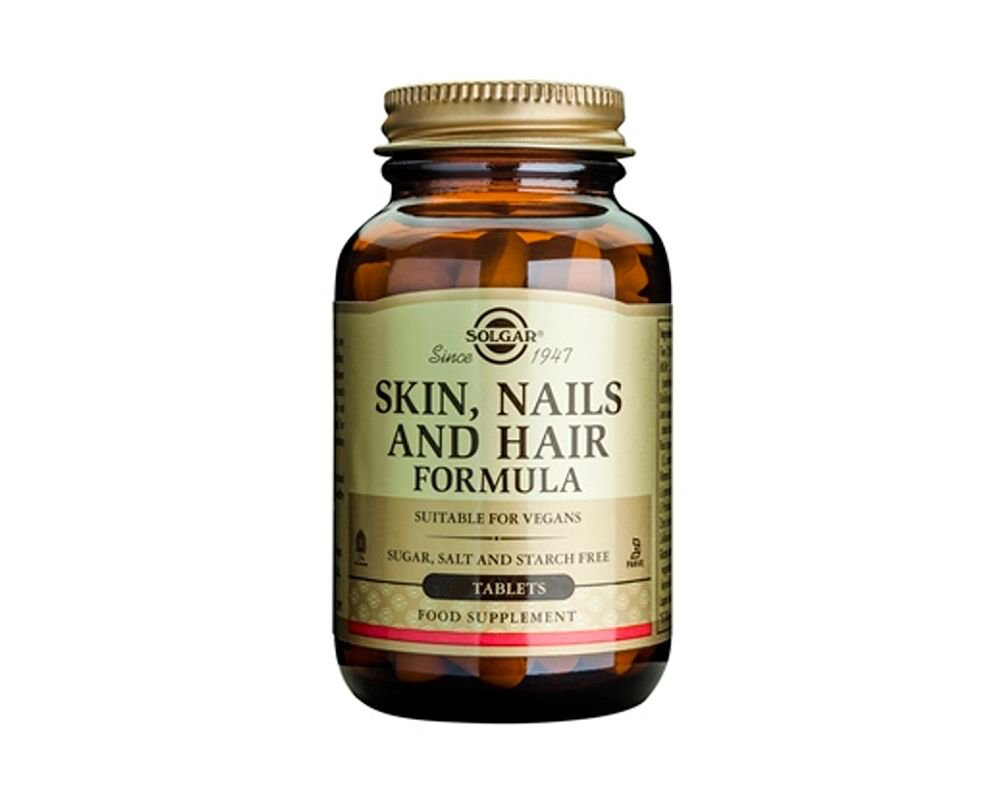 SOLGAR®
Since 1947
SKIN, NAILS
AND HAIR
FORMULA
SUITABLE FOR VEGANS
SUGAR, SALT AND STARCH FREE
TABLETS
FOOD SUPPLEMENT